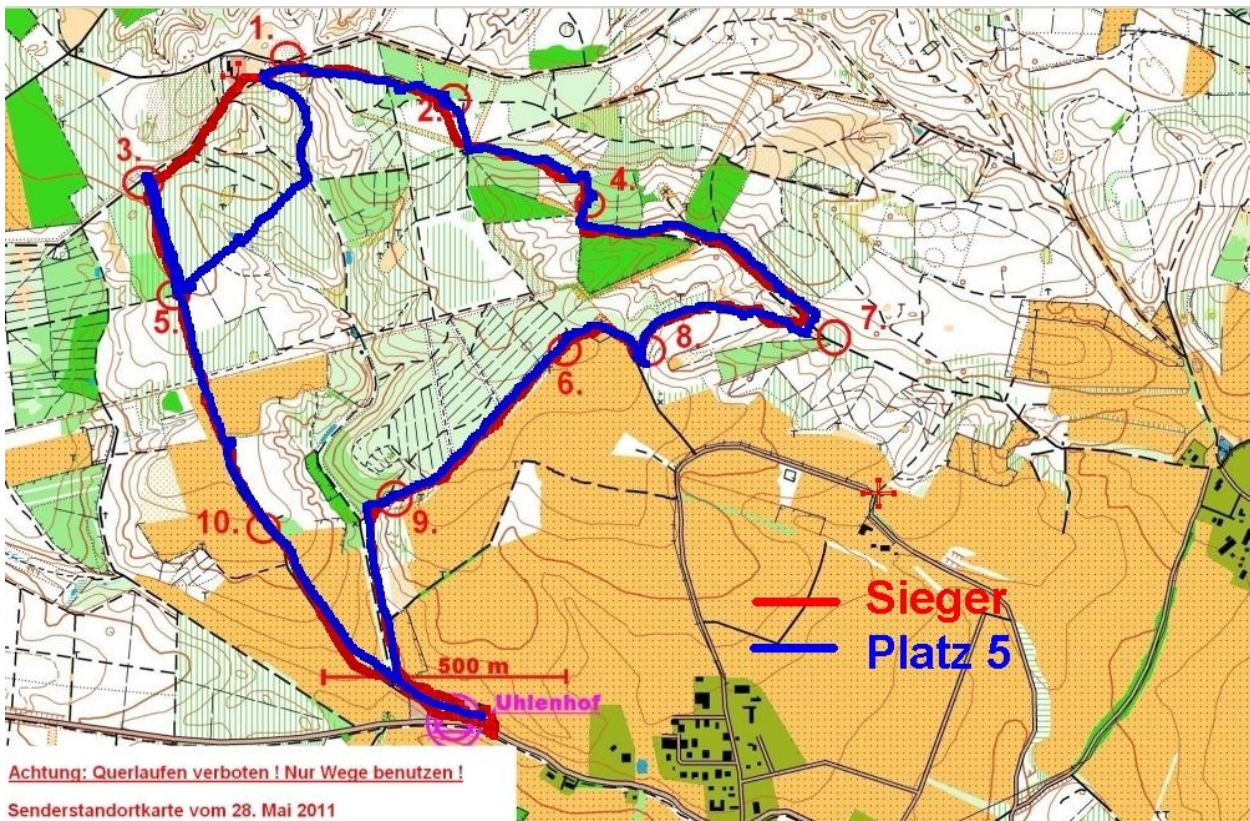 1.
2.
3.
4.
5.
7.
8.
6.
9.
10.
Sieger
Platz 5
500 m
Uhlenhof
Achtung: Querlaufen verboten ! Nur Wege benutzen !
Senderstandortkarte vom 28. Mai 2011